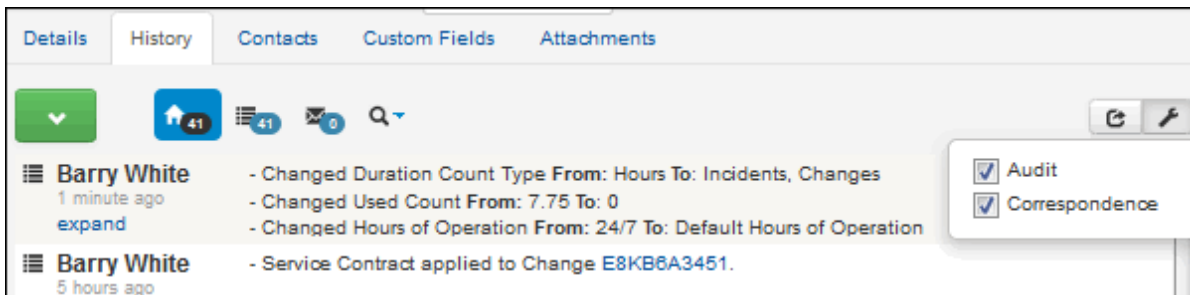 Details History Contacts Custom Fields Attachments
41 41 0
Barry White - Changed Duration Count Type From: Hours To: Incidents, Changes
1 minute ago - Changed Used Count From: 7.75 To: 0
expand - Changed Hours of Operation From: 24/7 To: Default Hours of Operation
Audit
Correspondence
Barry White - Service Contract applied to Change E8KB6A3451.
5 hours ago